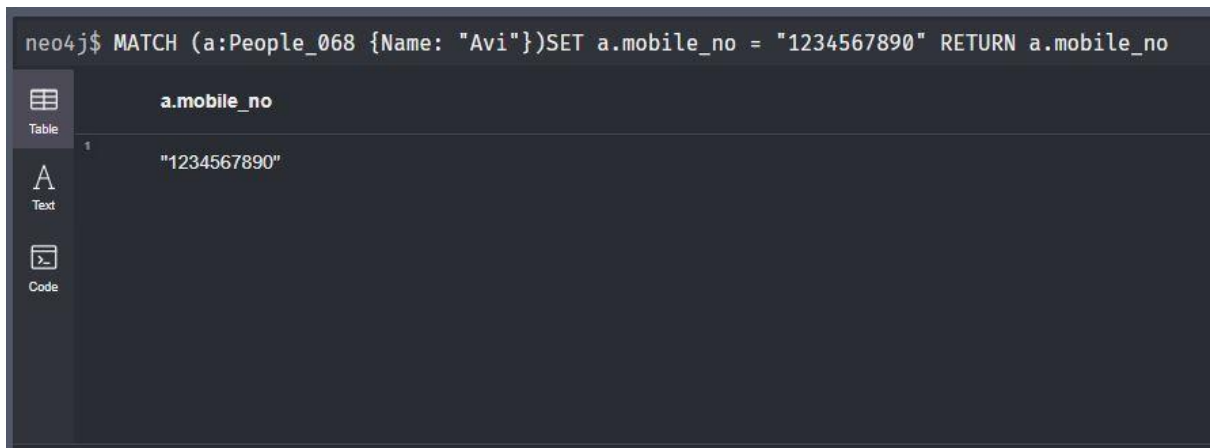 neo4j$ MATCH (a:People_068 {Name: "Avi"})SET a.mobile_no = "1234567890" RETURN a.mobile_no
Table
a.mobile_no
1
"1234567890"
A
Text
Code